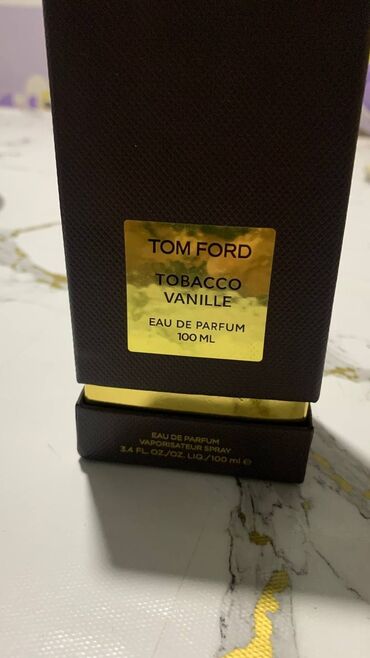 TOM FORD
TOBACCO
VANILLE
EAU DE PARFUM
100 ML
EAU DE PARFUM
VAPORISATEUR SPRAY
3.4 FL. OZ./OZ. LIQ./100 ml ℮